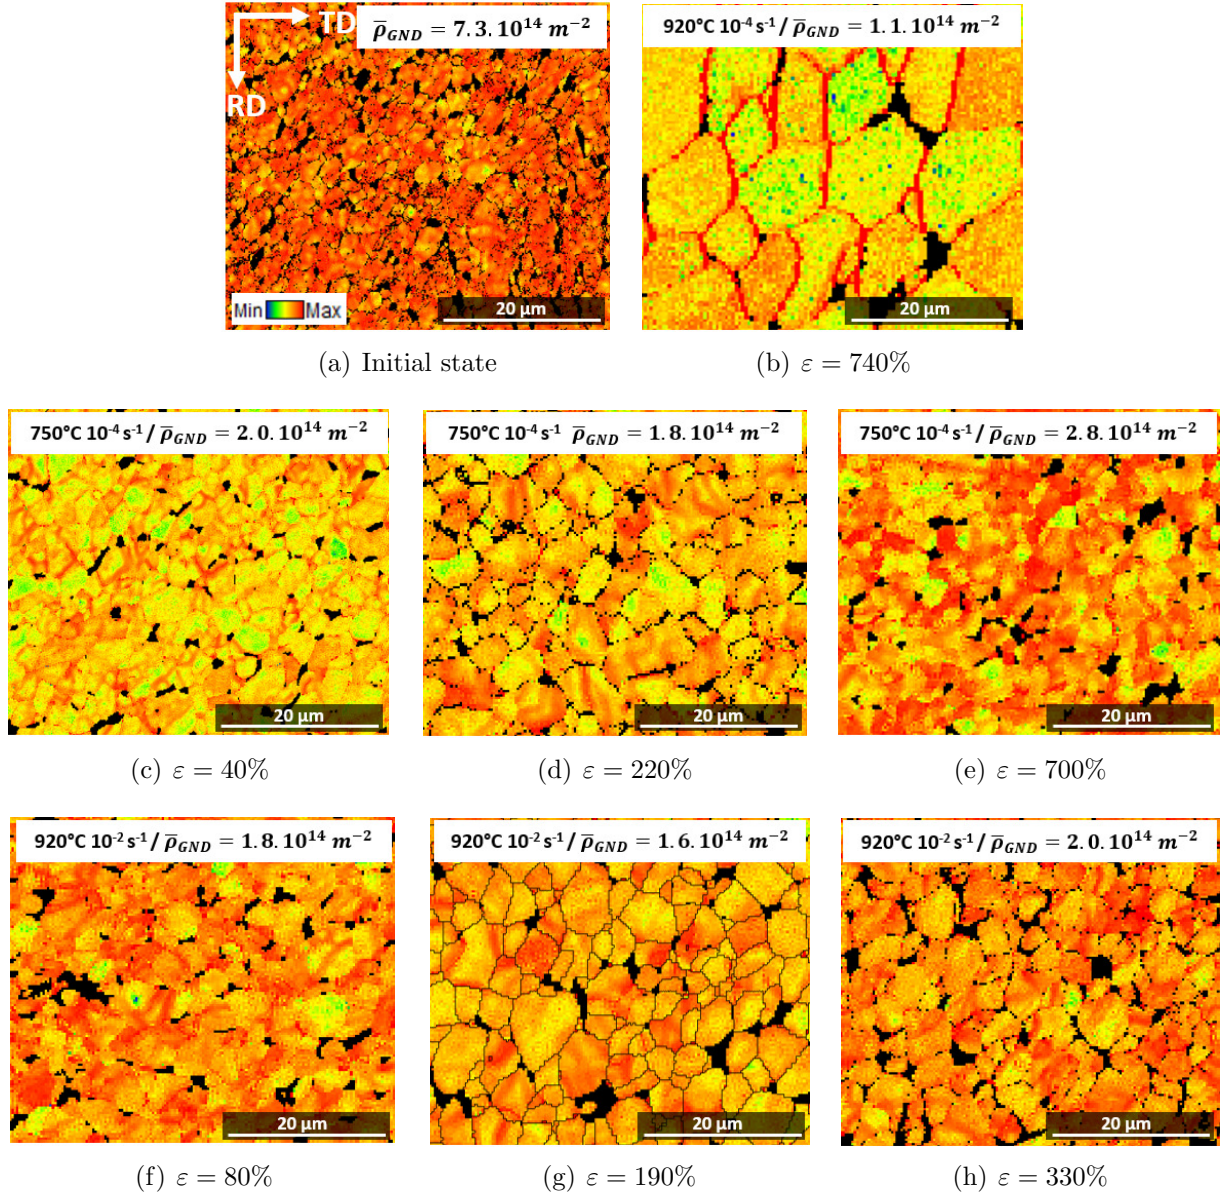 TD
RD
ρ̅GND = 7.3.10¹⁴ m⁻²
Min Max
20 µm
920°C 10⁻⁴ s⁻¹/ ρ̅GND = 1.1.10¹⁴ m⁻²
20 µm
(a) Initial state
(b) ε = 740%
750°C 10⁻⁴ s⁻¹/ ρ̅GND = 2.0.10¹⁴ m⁻²
20 µm
750°C 10⁻⁴ s⁻¹ ρ̅GND = 1.8.10¹⁴ m⁻²
20 µm
750°C 10⁻⁴ s⁻¹/ ρ̅GND = 2.8.10¹⁴ m⁻²
20 µm
(c) ε = 40%
(d) ε = 220%
(e) ε = 700%
920°C 10⁻² s⁻¹/ ρ̅GND = 1.8.10¹⁴ m⁻²
20 µm
920°C 10⁻² s⁻¹/ ρ̅GND = 1.6.10¹⁴ m⁻²
20 µm
920°C 10⁻² s⁻¹/ ρ̅GND = 2.0.10¹⁴ m⁻²
20 µm
(f) ε = 80%
(g) ε = 190%
(h) ε = 330%